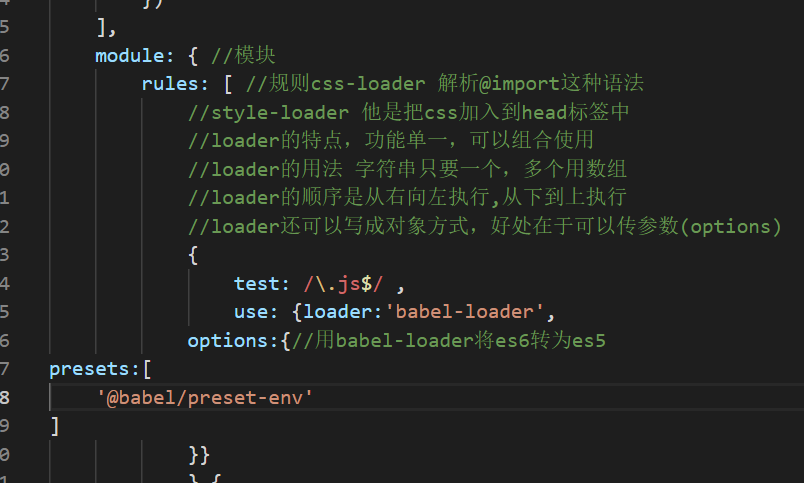 })
5 ],
6 module: { //模块
7 rules: [ //规则css-loader 解析@import这种语法
8 //style-loader 他是把css加入到head标签中
9 //loader的特点，功能单一，可以组合使用
0 //loader的用法 字符串只要一个，多个用数组
1 //loader的顺序是从右向左执行,从下到上执行
2 //loader还可以写成对象方式，好处在于可以传参数(options)
3 {
4 test: /\.js$/ ,
5 use: {loader:'babel-loader',
6 options:{//用babel-loader将es6转为es5
7 presets:[
8 '@babel/preset-env'
9 ]
0 }}
1 } {